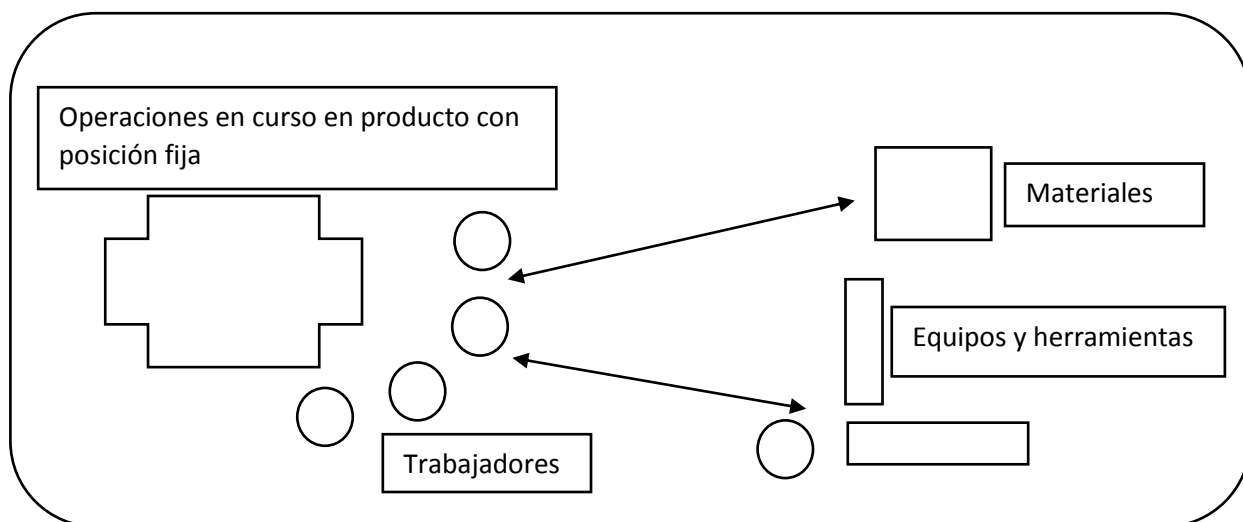 Operaciones en curso en producto con
posición fija
Materiales
Equipos y herramientas
Trabajadores